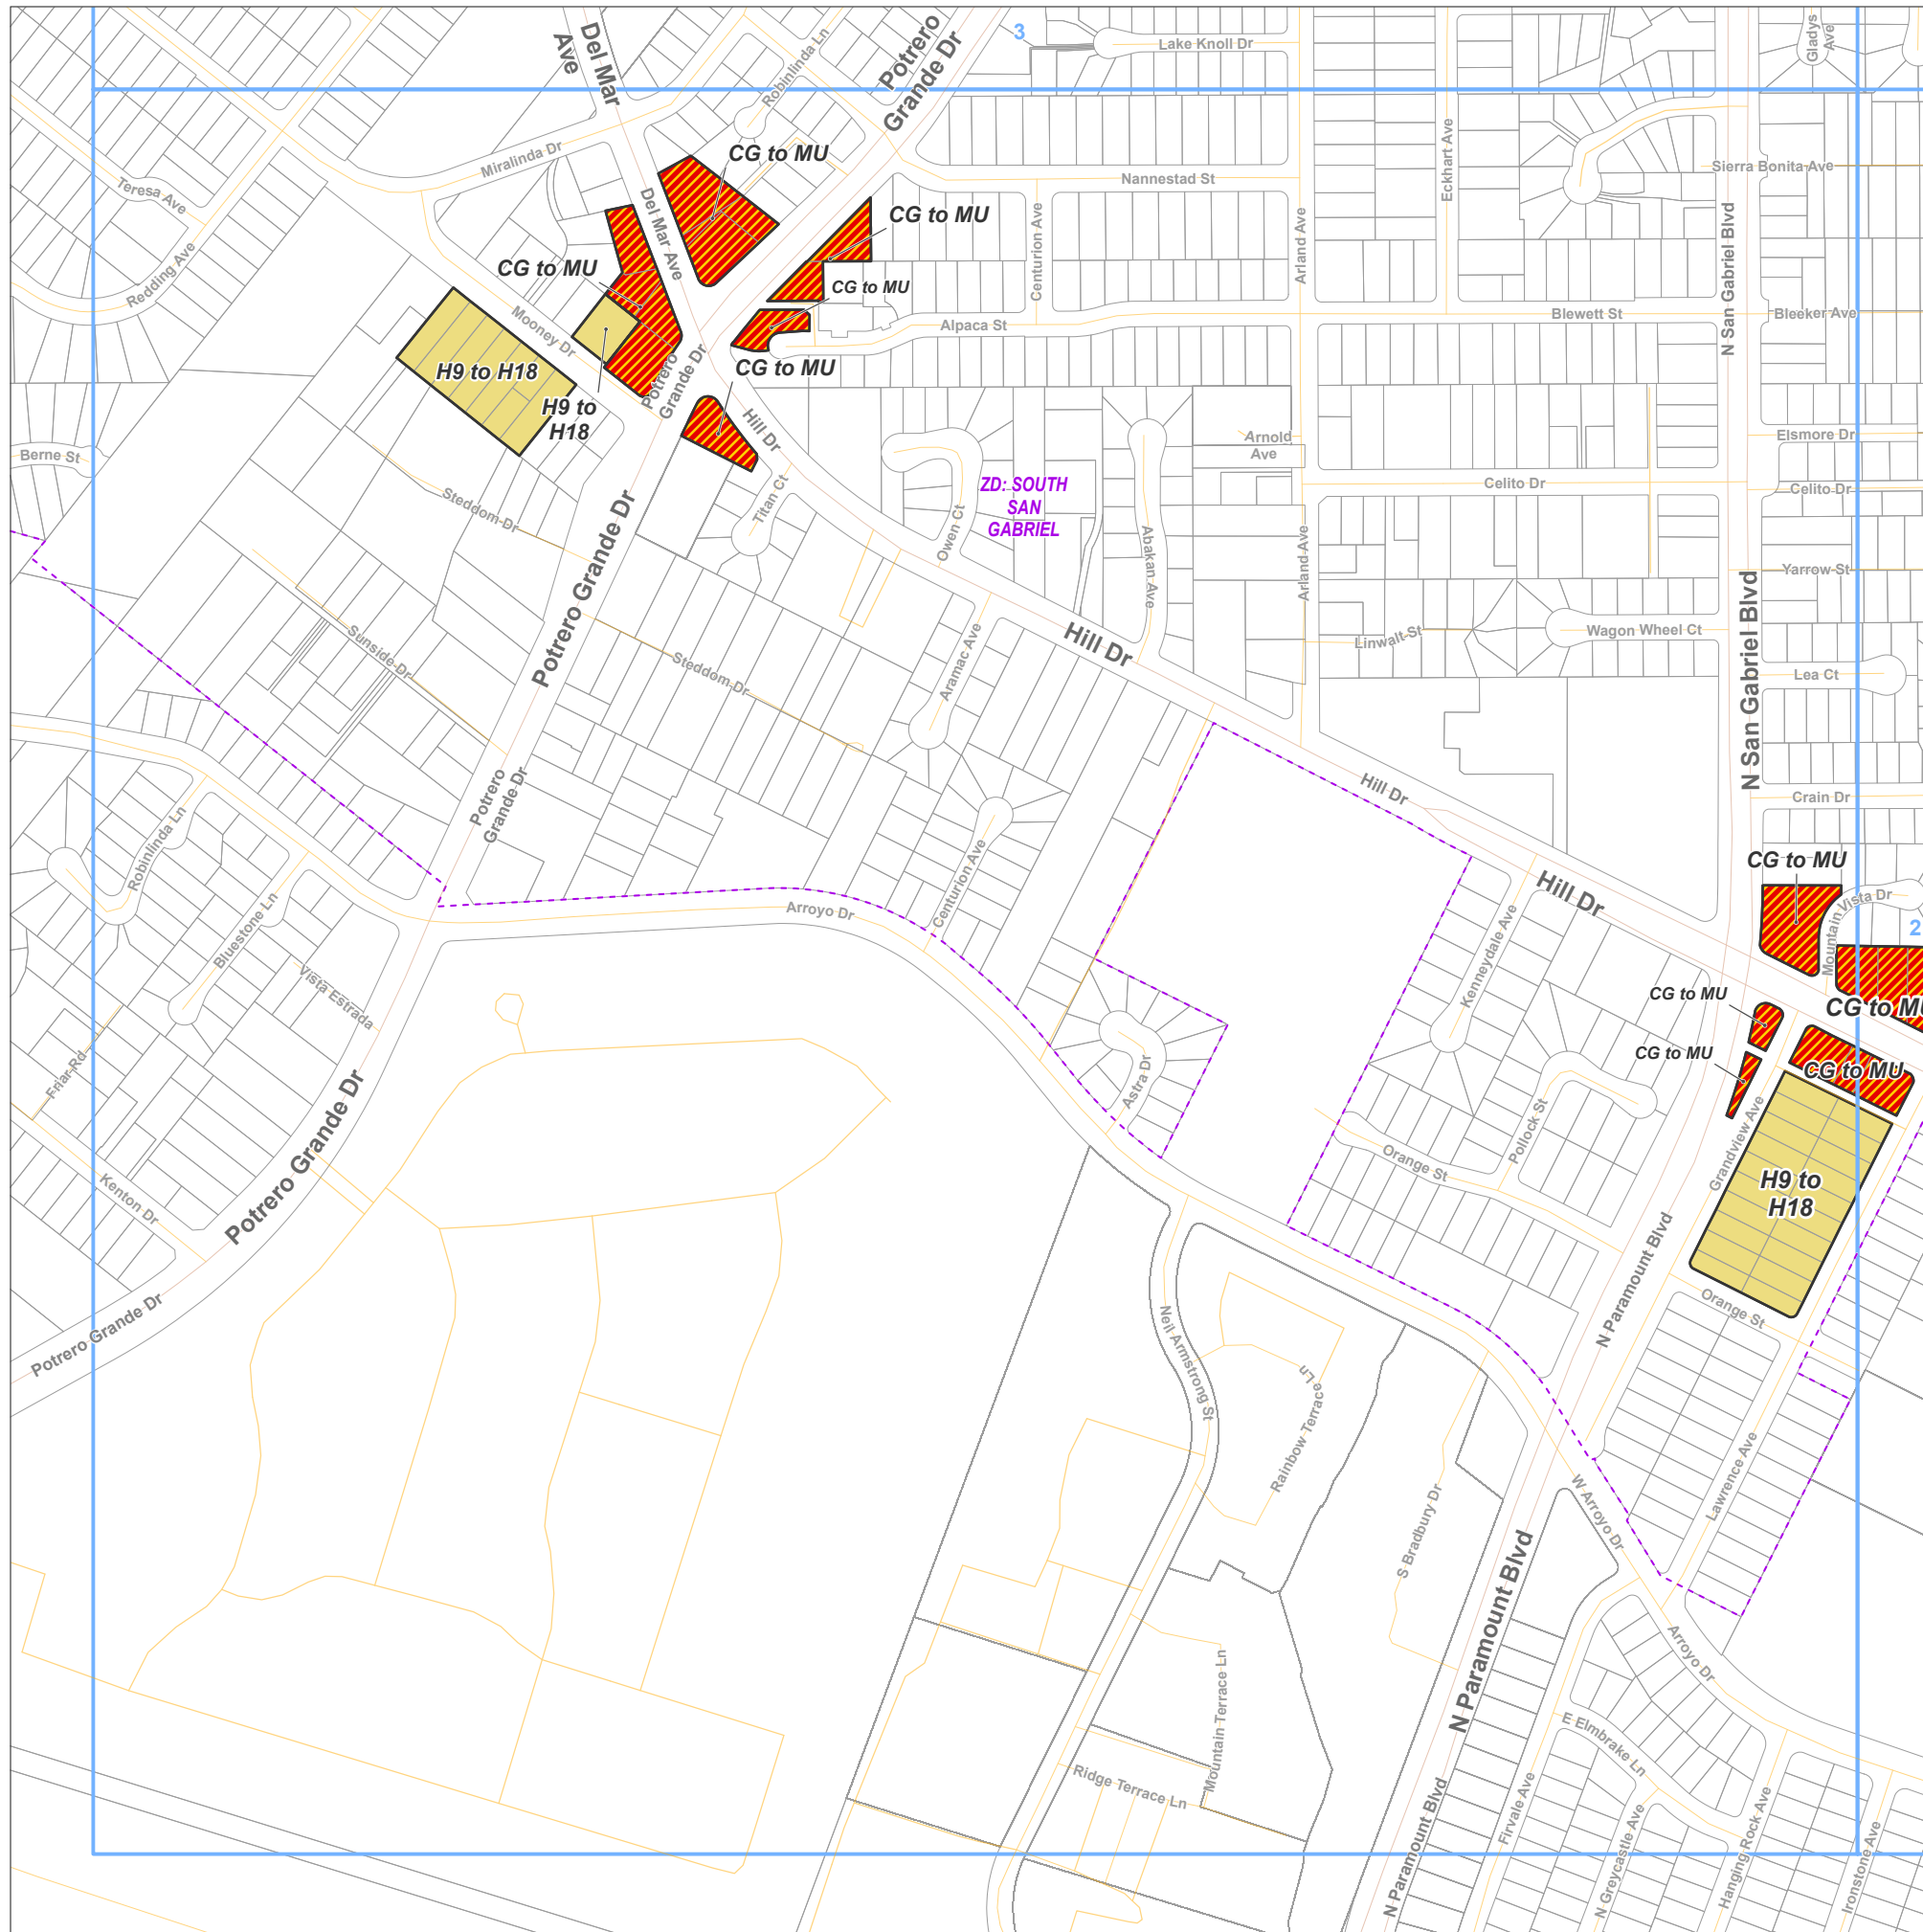 3
Lake Knoll Dr
Gladys
Ave
Del Mar
Ave
Robinlinda Ln
Potrero
Grande Dr
CG to MU
Miralinda Dr
Teresa Ave
Redding Ave
Eckhart Ave
Sierra Bonita Ave
Nannestad St
Del Mar Ave
CG to MU
Centurion Ave
Arland Ave
N San Gabriel Blvd
CG to MU
CG to MU
Mooney Dr
Alpaca St
Blewett St
Bleeker Ave
H9 to H18
Potrero
Grande Dr
CG to MU
H9 to
H18
Hill Dr
Arnold
Ave
Elsmore Dr
Berne St
Steddom Dr
Titan Ct
ZD: SOUTH
SAN
GABRIEL
Celito Dr
Celito Dr
Owen Ct
Abakan Ave
Arland Ave
Yarrow St
Potrero Grande Dr
Sunside Dr
Steddom Dr
Aramac Ave
Hill Dr
Linwalt St
Wagon Wheel Ct
Lea Ct
N San Gabriel Blvd
Potrero
Grande Dr
Hill Dr
Crain Dr
Robinlinda Ln
Bluestone Ln
Centurion Ave
Arroyo Dr
CG to MU
Hill Dr
Mountain Vista Dr
2
Kenneydale Ave
Vista Estrada
CG to MU
CG to MU
CG to MU
CG to MU
Friar Rd
Astra Dr
Potrero Grande Dr
Pollock St
Orange St
Grandview Ave
H9 to
H18
Kenton Dr
N Paramount Blvd
Orange St
Potrero Grande Dr
Neil Armstrong St
Rainbow Terrace Ln
Lawrence Ave
S Bradbury Dr
W Arroyo Dr
N Paramount Blvd
Arroyo Dr
Mountain Terrace Ln
E Elmbrake Ln
Ridge Terrace Ln
N Paramount Blvd
Firvale Ave
N Greycastle Ave
Hanging Rock Ave
Ironstone Ave